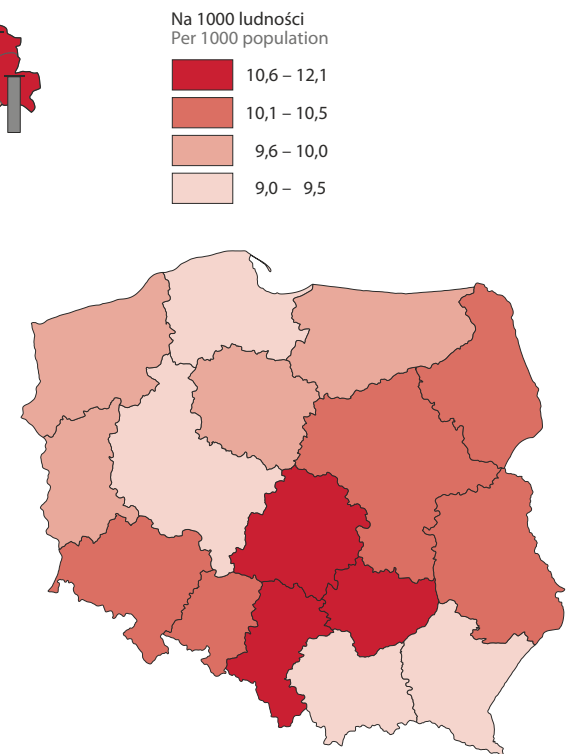 Na 1000 ludności
Per 1000 population
10,6 – 12,1
10,1 – 10,5
9,6 – 10,0
9,0 – 9,5